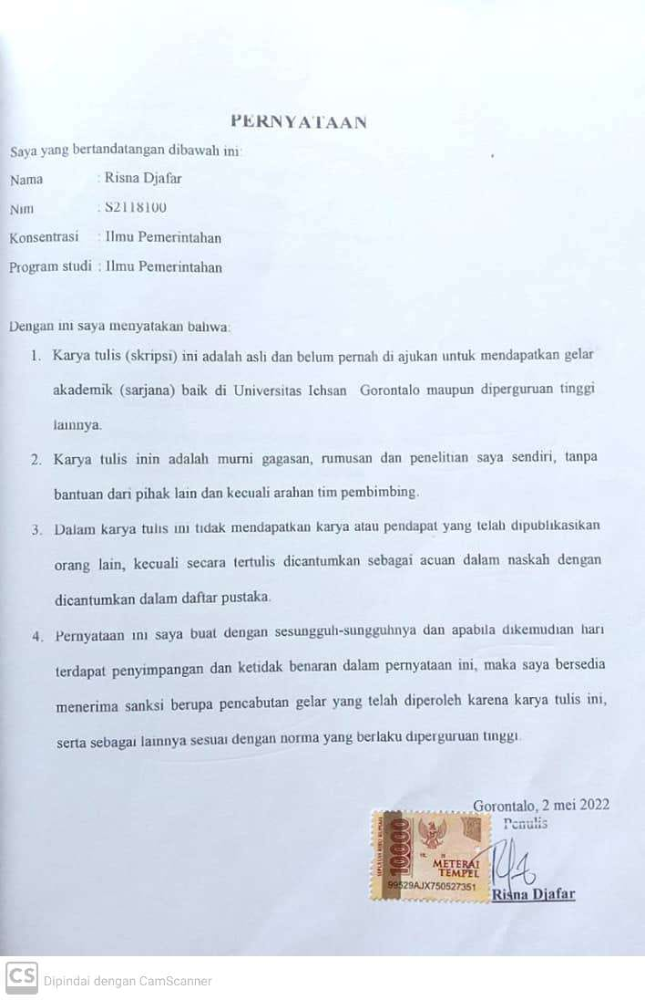 PERNYATAAN
Saya yang bertandatangan dibawah ini:
Nama : Risna Djafar
Nim : S2118100
Konsentrasi : Ilmu Pemerintahan
Program studi : Ilmu Pemerintahan
Dengan ini saya menyatakan bahwa:
1. Karya tulis (skripsi) ini adalah asli dan belum pernah di ajukan untuk mendapatkan gelar
akademik (sarjana) baik di Universitas Ichsan Gorontalo maupun diperguruan tinggi
lainnya.
2. Karya tulis inin adalah murni gagasan, rumusan dan penelitian saya sendiri, tanpa
bantuan dari pihak lain dan kecuali arahan tim pembimbing.
3. Dalam karya tulis ini tidak mendapatkan karya atau pendapat yang telah dipublikasikan
orang lain, kecuali secara tertulis dicantumkan sebagai acuan dalam naskah dengan
dicantumkan dalam daftar pustaka.
4. Pernyataan ini saya buat dengan sesungguh-sungguhnya dan apabila dikemudian hari
terdapat penyimpangan dan ketidak benaran dalam pernyataan ini, maka saya bersedia
menerima sanksi berupa pencabutan gelar yang telah diperoleh karena karya tulis ini,
serta sebagai lainnya sesuai dengan norma yang berlaku diperguruan tinggi.
Gorontalo, 2 mei 2022
Penulis
SEPULUH RIBU RUPIAH
10000
METERAI
TEMPEL
99529AJX750527351
Risna Djafar
CS Dipindai dengan CamScanner